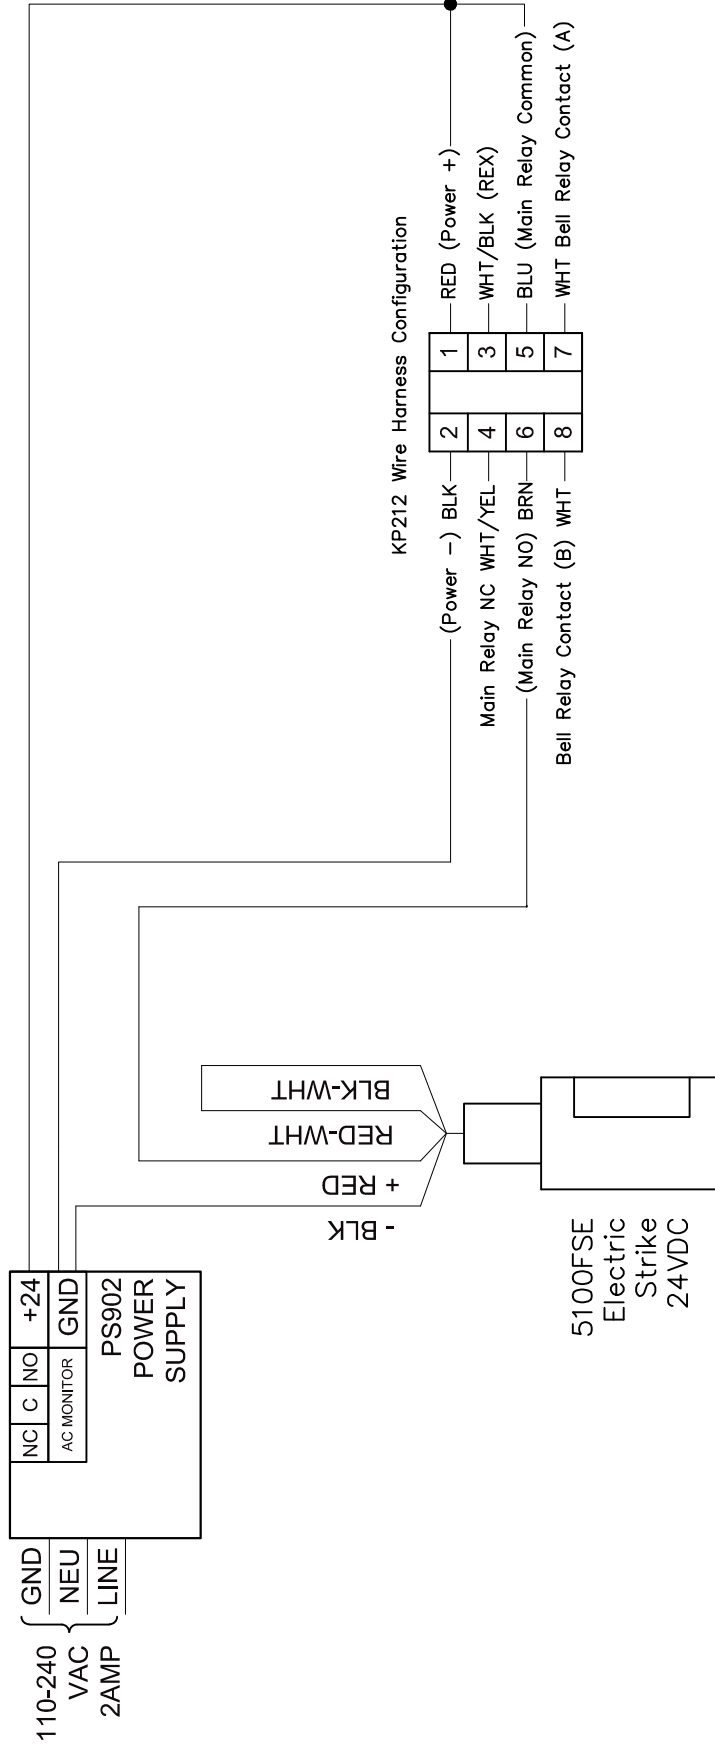 110-240
VAC
2AMP
GND
NEU
LINE
NC
C
NO
+24
AC MONITOR
GND
PS902
POWER
SUPPLY
- BLK
+ RED
RED-WHT
BLK-WHT
5100FSE
Electric
Strike
24VDC
KP212 Wire Harness Configuration
(Power -) BLK
2
1
RED (Power +)
Main Relay NC WHT/YEL
4
3
WHT/BLK (REX)
(Main Relay NO) BRN
6
5
BLU (Main Relay Common)
Bell Relay Contact (B) WHT
8
7
WHT Bell Relay Contact (A)